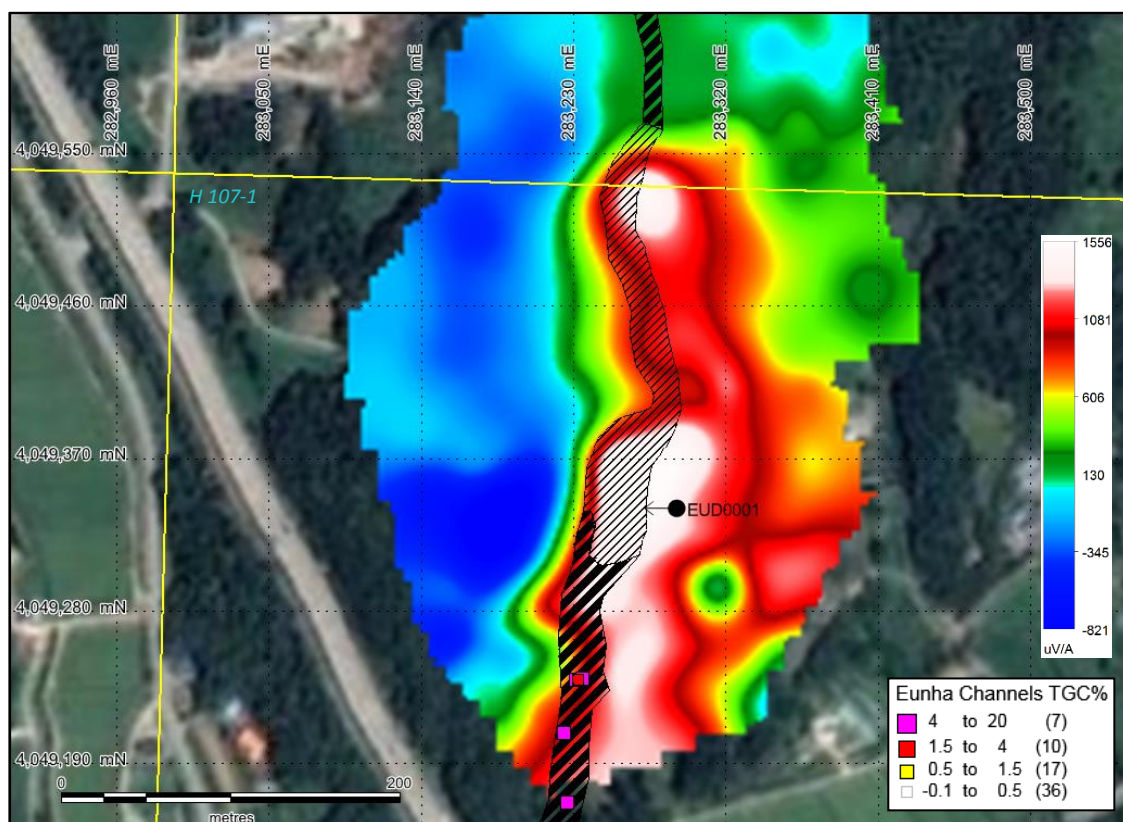 282,960 mE
283,050 mE
283,140 mE
283,230 mE
283,320 mE
283,410 mE
283,500 mE
4,049,550 mN
H 107-1
4,049,460 mN
4,049,370 mN
EUD0001
4,049,280 mN
4,049,190 mN
0 200
metres
1556
1081
606
130
-345
-821
uV/A
Eunha Channels TGC%
4 to 20 (7)
1.5 to 4 (10)
0.5 to 1.5 (17)
-0.1 to 0.5 (36)